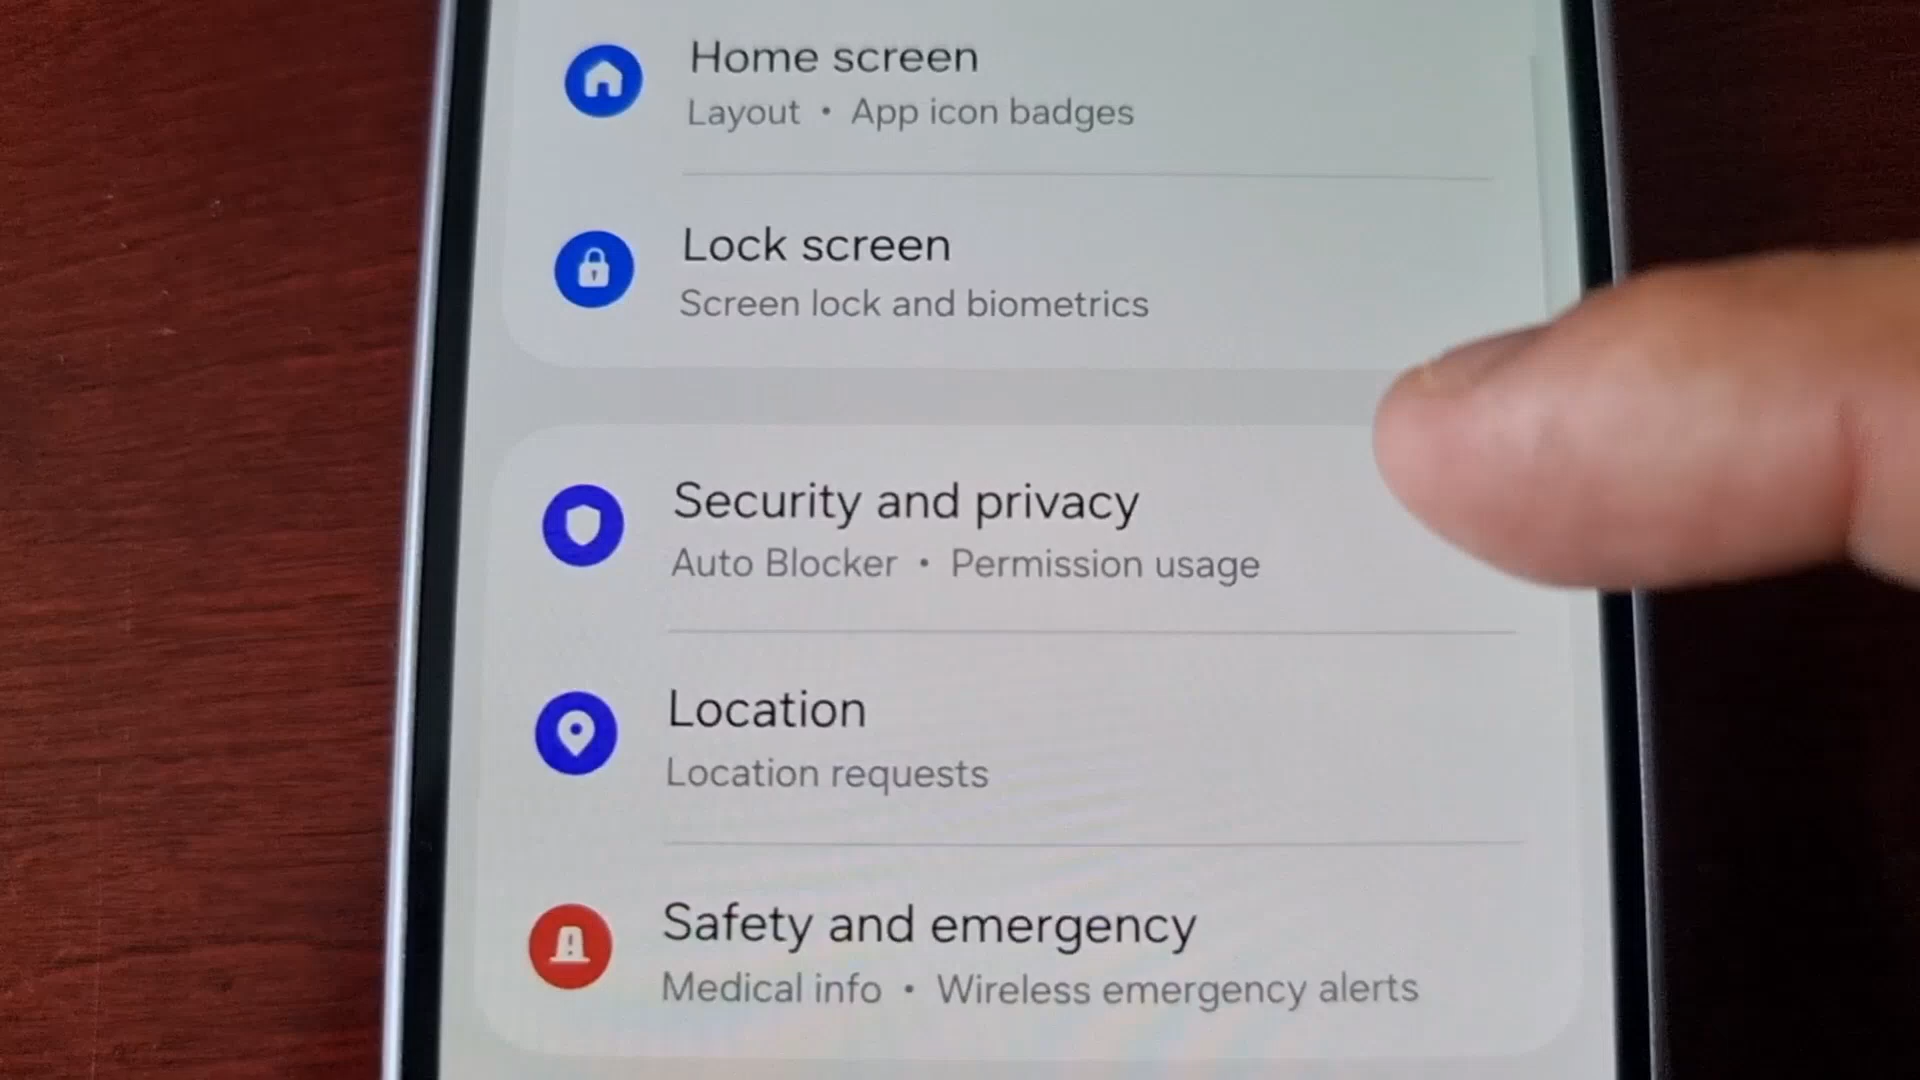 Home screen
Layout • App icon badges
Lock screen
Screen lock and biometrics
Security and privacy
Auto Blocker • Permission usage
Location
Location requests
Safety and emergency
Medical info • Wireless emergency alerts